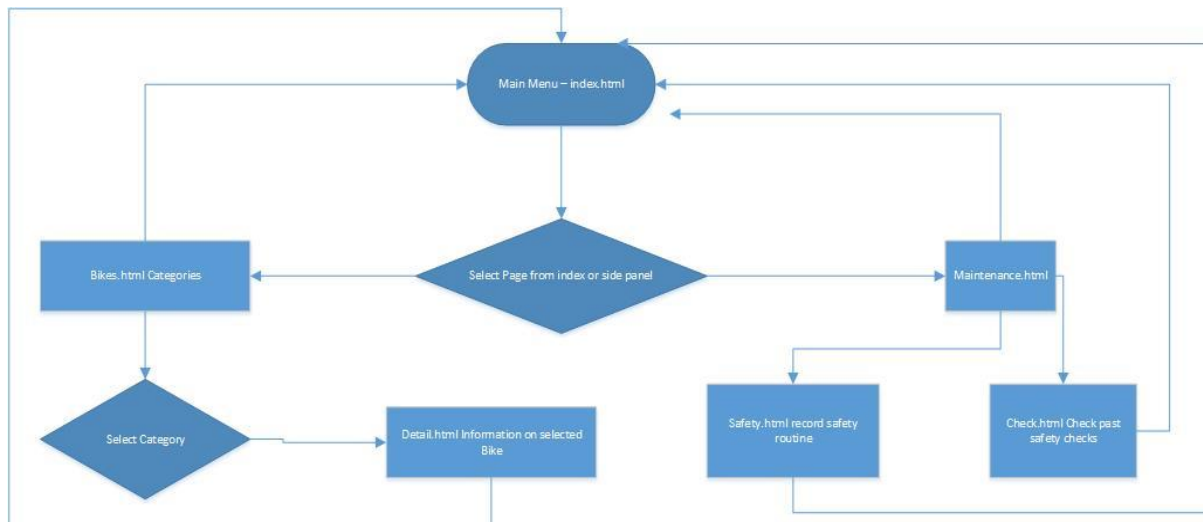 Main Menu – index.html
Bikes.html Categories
Select Page from index or side panel
Maintenance.html
Select Category
Detail.html Information on selected
Bike
Safety.html record safety
routine
Check.html Check past
safety checks